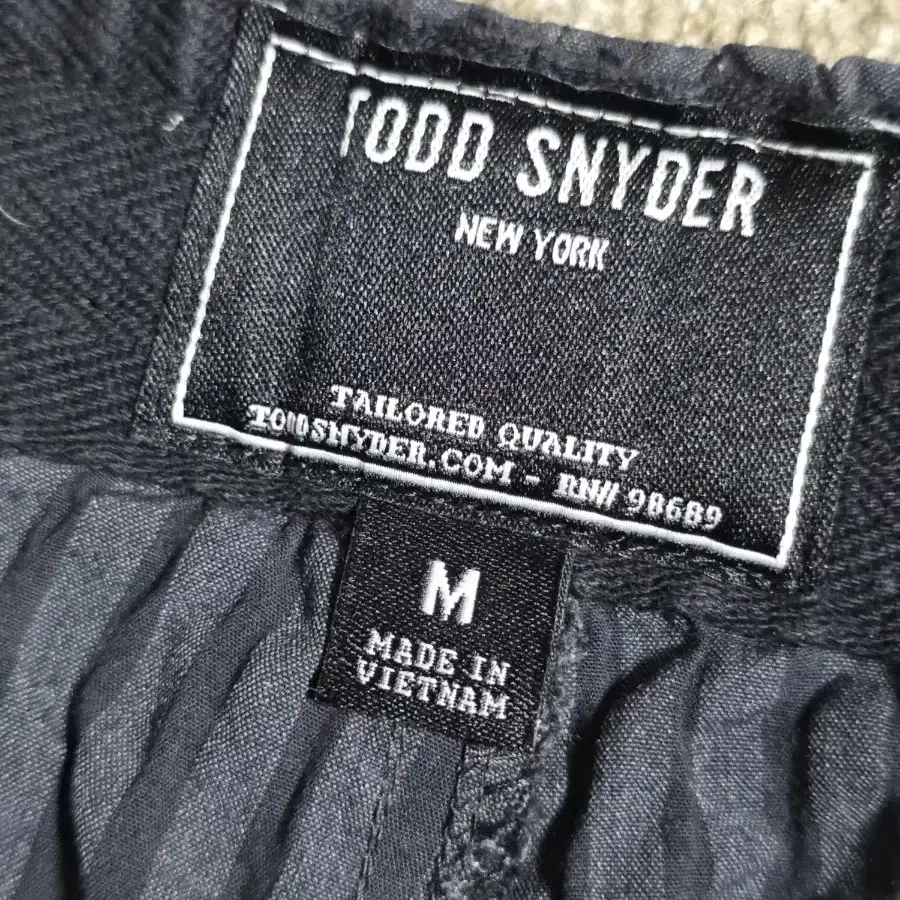 TODD SNYDER
NEW YORK
TAILORED QUALITY
TODDSNYDER.COM - RN# 98689
M
MADE IN
VIETNAM